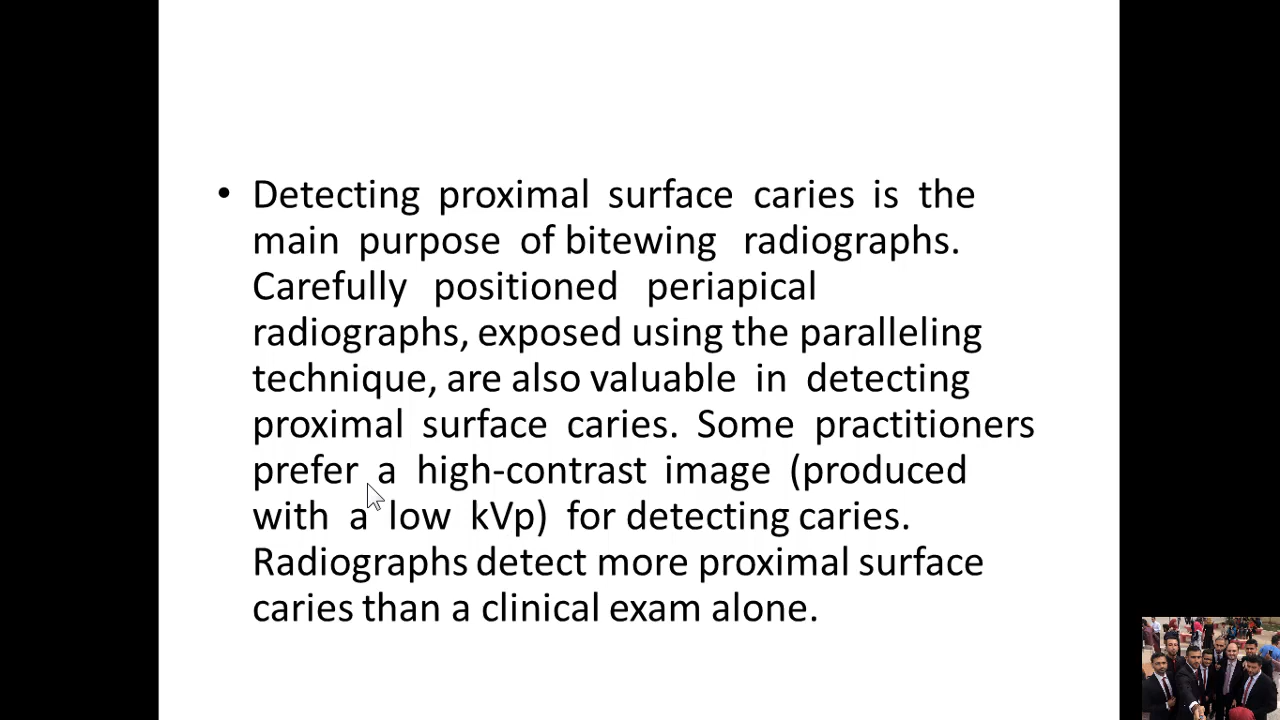 • Detecting proximal surface caries is the
main purpose of bitewing radiographs.
Carefully positioned periapical
radiographs, exposed using the paralleling
technique, are also valuable in detecting
proximal surface caries. Some practitioners
prefer a high-contrast image (produced
with a low kVp) for detecting caries.
Radiographs detect more proximal surface
caries than a clinical exam alone.